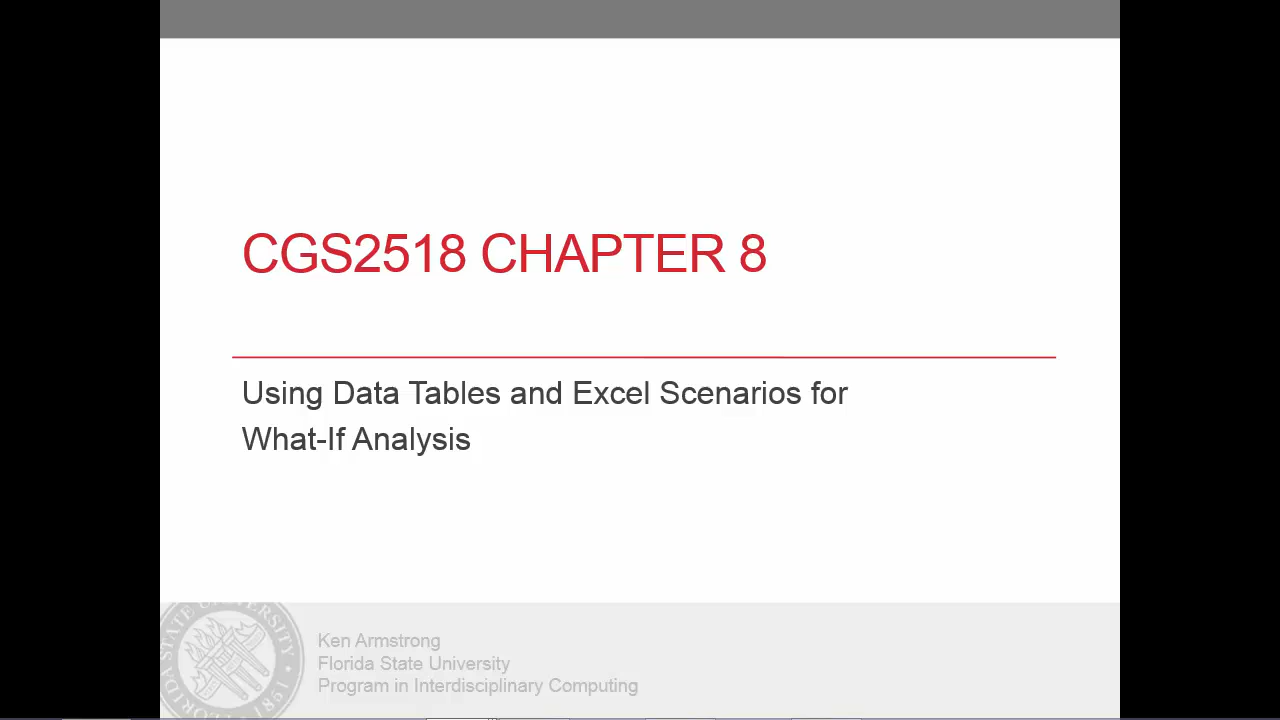 CGS2518 CHAPTER 8
Using Data Tables and Excel Scenarios for
What-If Analysis
Ken Armstrong
Florida State University
Program in Interdisciplinary Computing